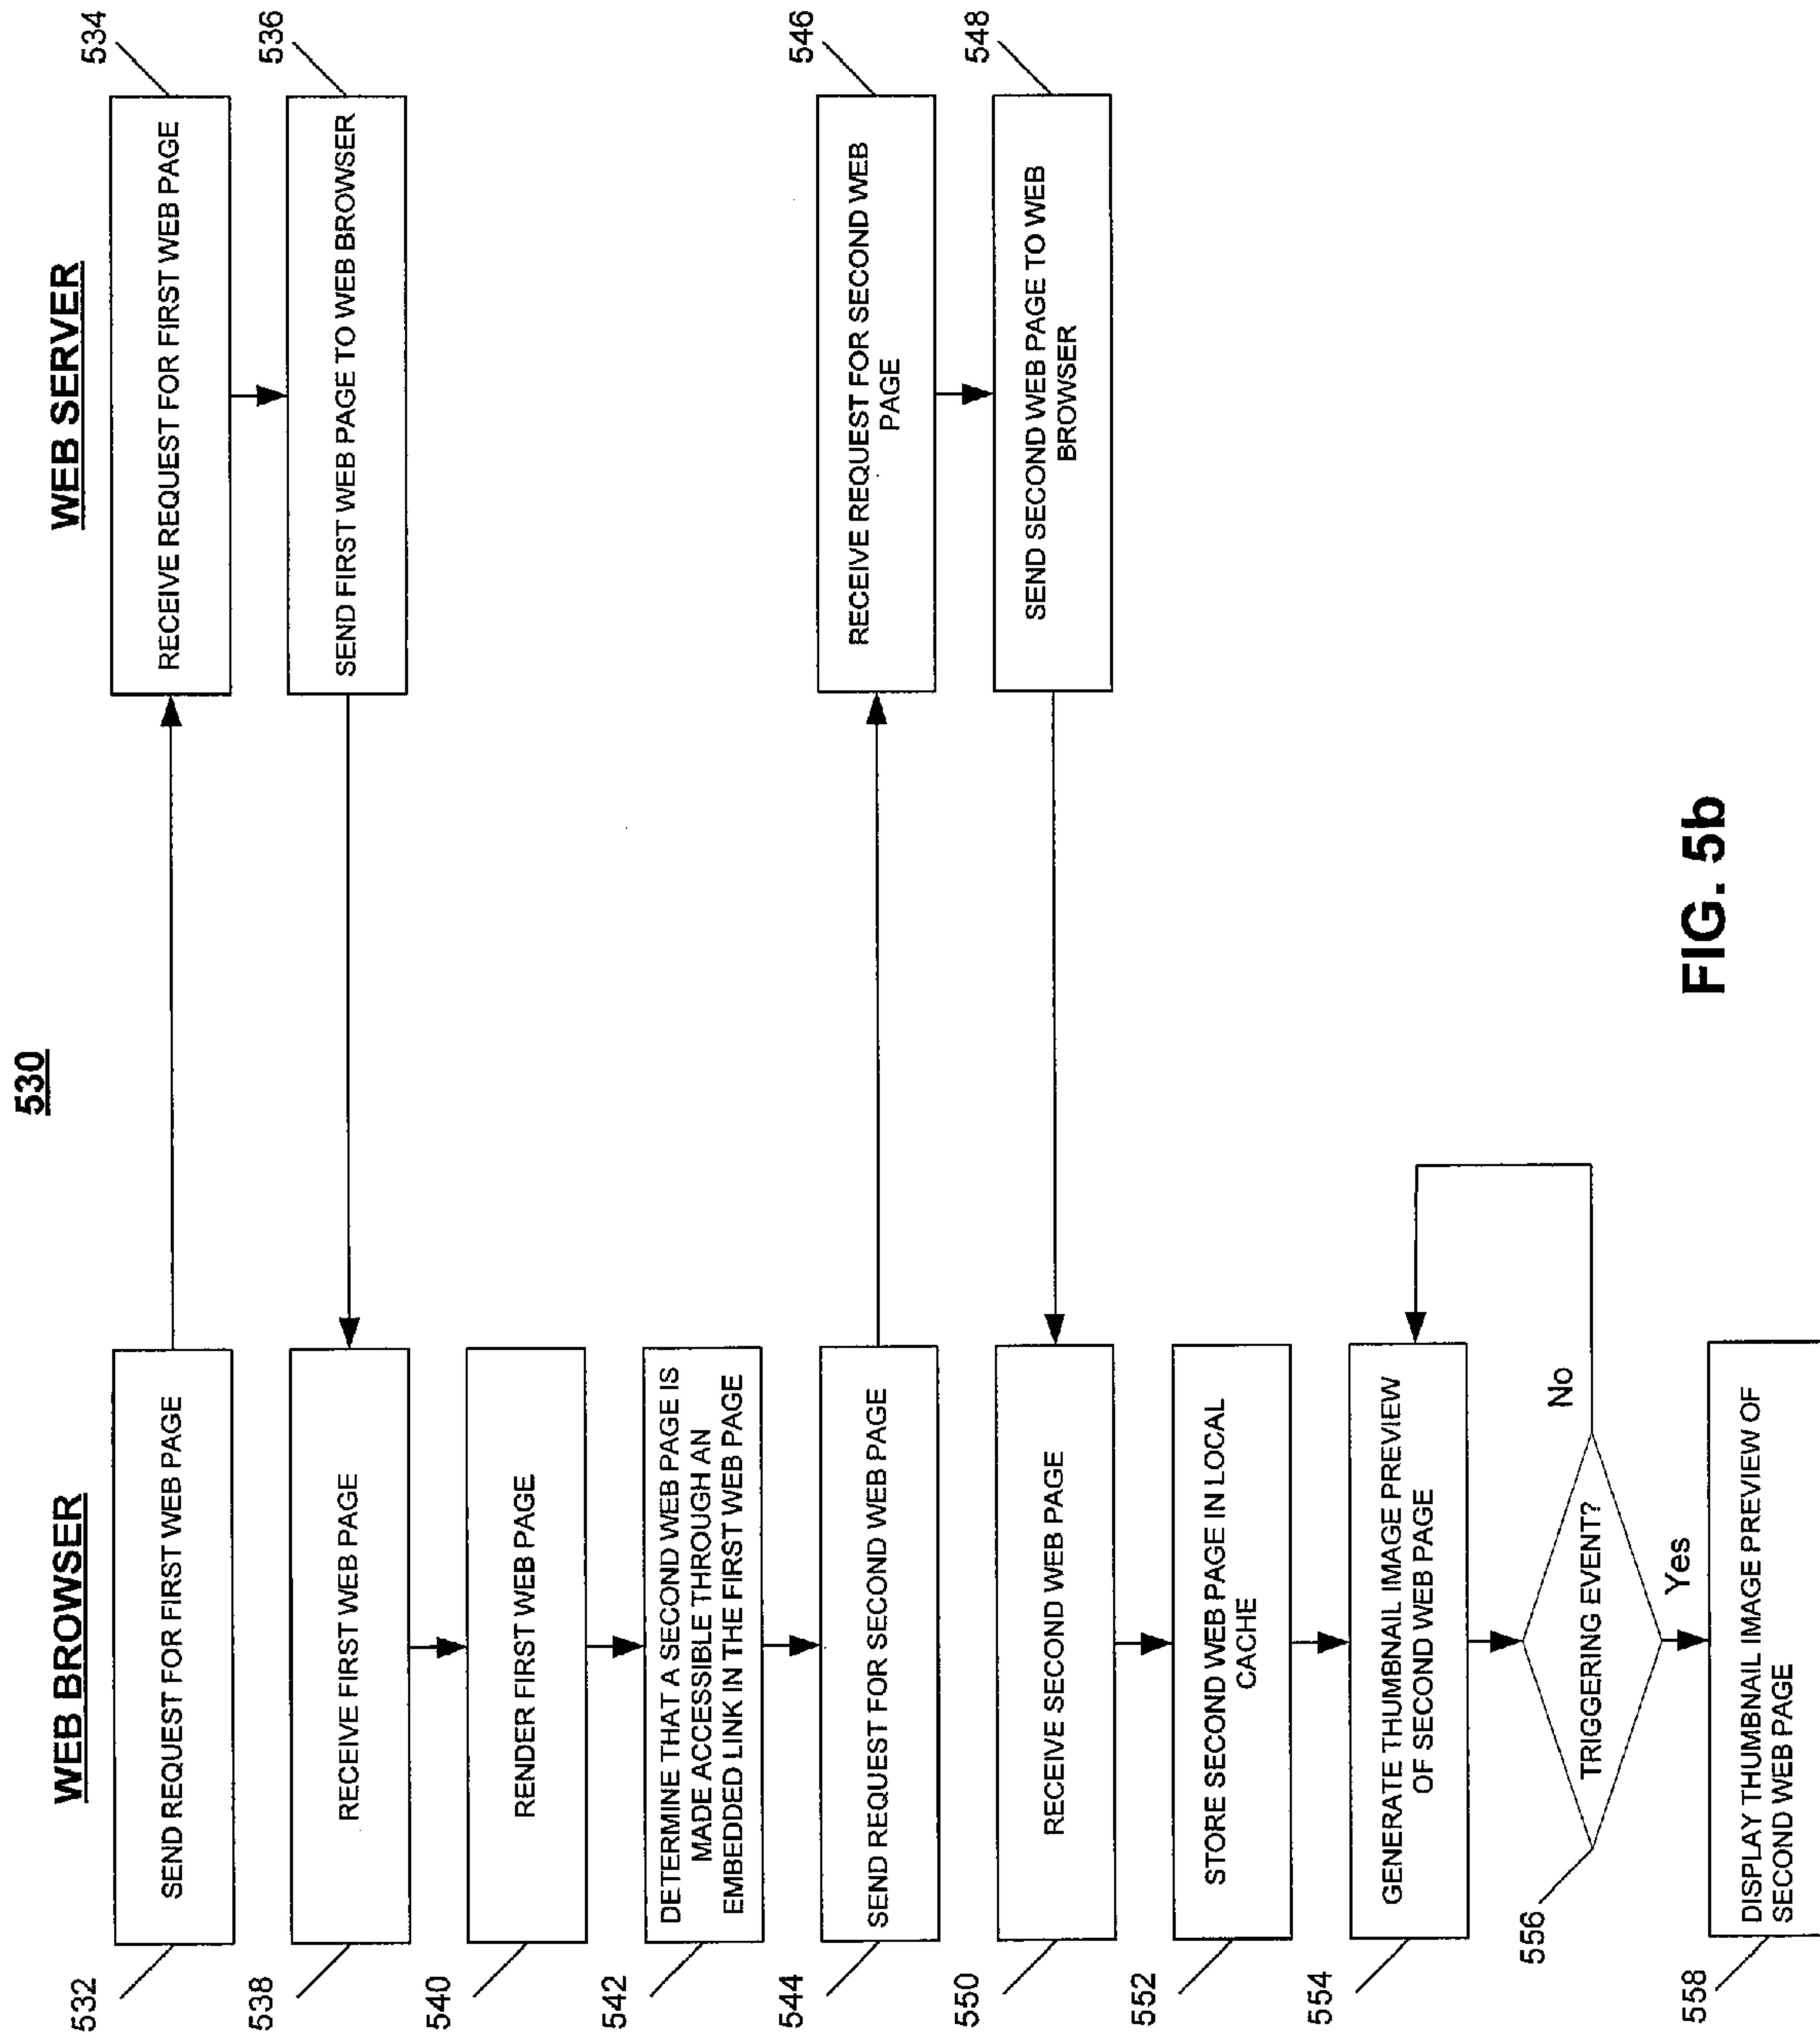 530
WEB BROWSER
WEB SERVER
532
SEND REQUEST FOR FIRST WEB PAGE
RECEIVE REQUEST FOR FIRST WEB PAGE
534
SEND FIRST WEB PAGE TO WEB BROWSER
536
538
RECEIVE FIRST WEB PAGE
540
RENDER FIRST WEB PAGE
542
DETERMINE THAT A SECOND WEB PAGE IS
MADE ACCESSIBLE THROUGH AN
EMBEDDED LINK IN THE FIRST WEB PAGE
544
SEND REQUEST FOR SECOND WEB PAGE
RECEIVE REQUEST FOR SECOND WEB
PAGE
546
SEND SECOND WEB PAGE TO WEB
BROWSER
548
550
RECEIVE SECOND WEB PAGE
552
STORE SECOND WEB PAGE IN LOCAL
CACHE
554
GENERATE THUMBNAIL IMAGE PREVIEW
OF SECOND WEB PAGE
556
TRIGGERING EVENT?
No
Yes
558
DISPLAY THUMBNAIL IMAGE PREVIEW OF
SECOND WEB PAGE
FIG. 5b